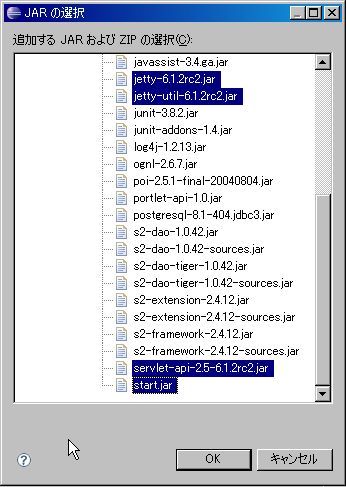 JAR の選択
追加する JAR および ZIP の選択(C):
javassist-3.4.ga.jar
jetty-6.1.2rc2.jar
jetty-util-6.1.2rc2.jar
junit-3.8.2.jar
junit-addons-1.4.jar
log4j-1.2.13.jar
ognl-2.6.7.jar
poi-2.5.1-final-20040804.jar
portlet-api-1.0.jar
postgresql-8.1-404.jdbc3.jar
s2-dao-1.0.42.jar
s2-dao-1.0.42-sources.jar
s2-dao-tiger-1.0.42.jar
s2-dao-tiger-1.0.42-sources.jar
s2-extension-2.4.12.jar
s2-extension-2.4.12-sources.jar
s2-framework-2.4.12.jar
s2-framework-2.4.12-sources.jar
servlet-api-2.5-6.1.2rc2.jar
start.jar
OK
キャンセル